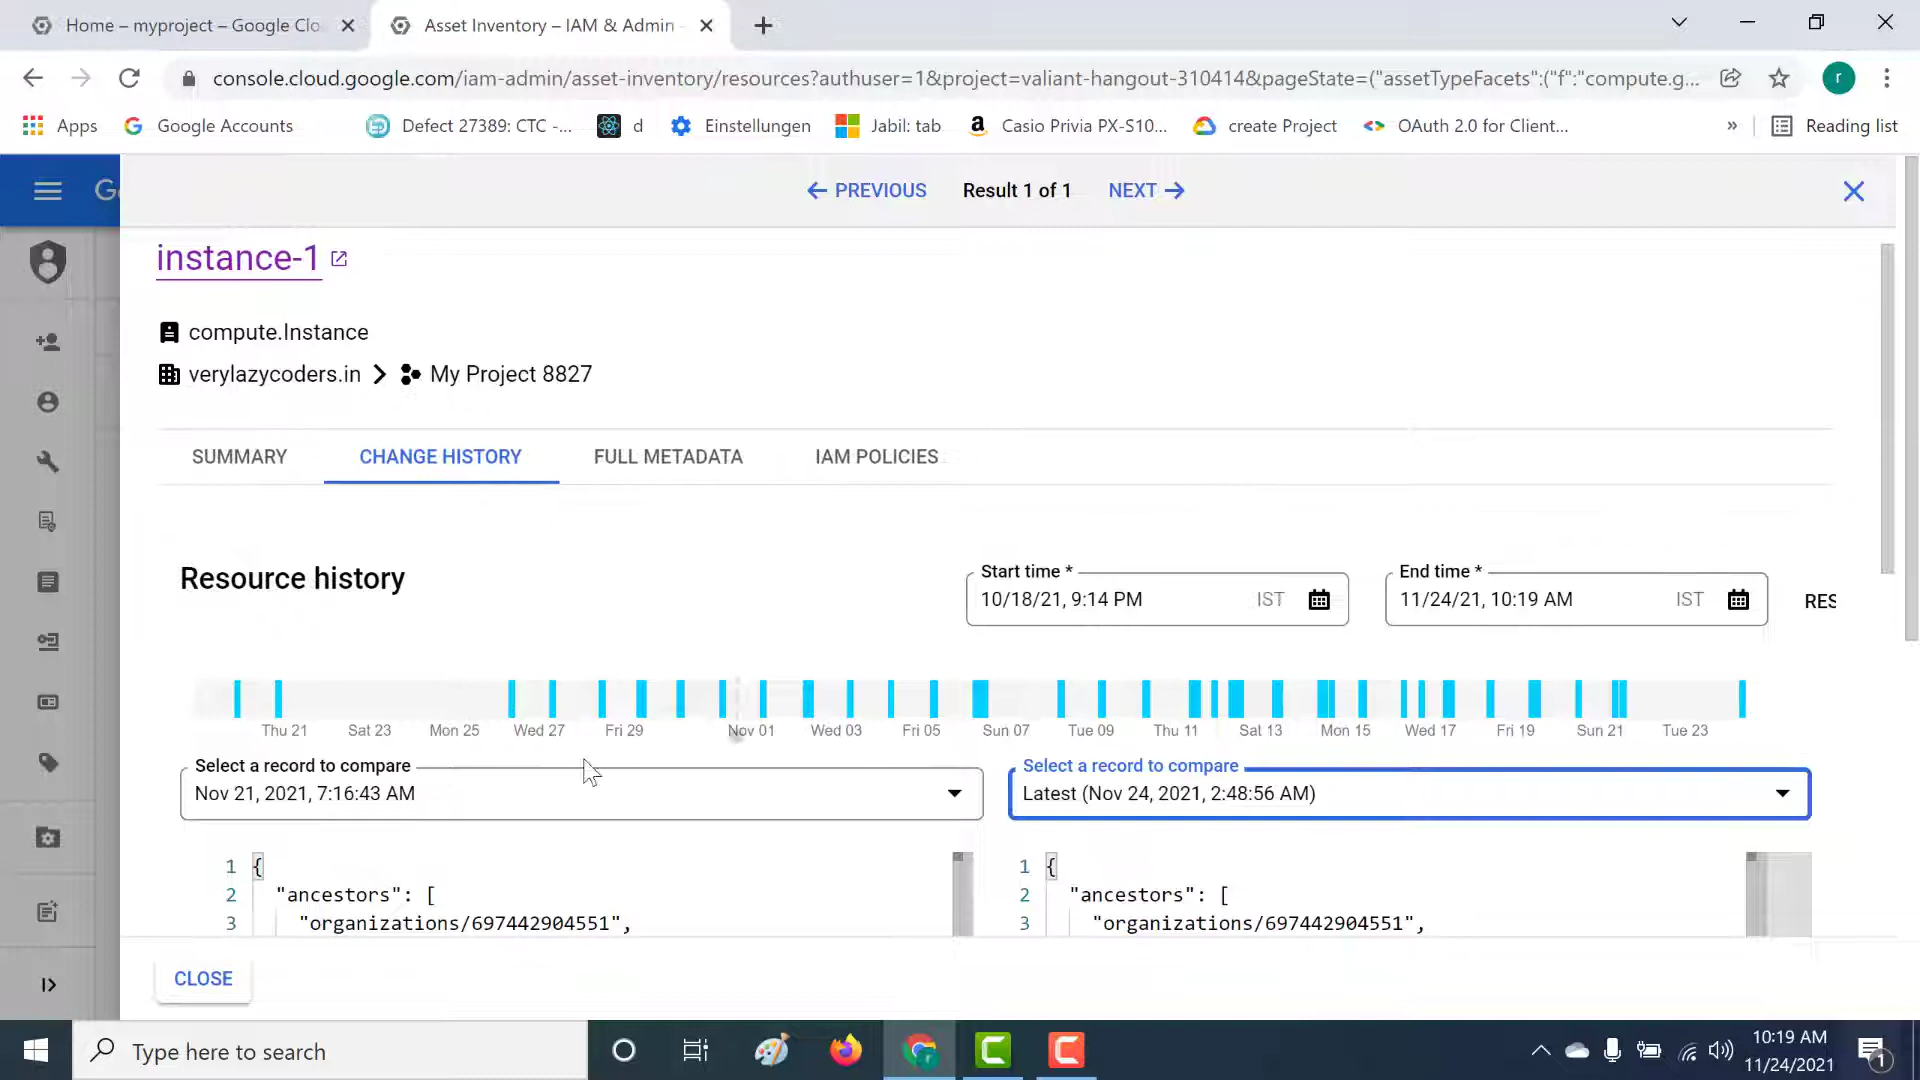 Home – myproject – Google Clo
Asset Inventory – IAM & Admin
console.cloud.google.com/iam-admin/asset-inventory/resources?authuser=1&project=valiant-hangout-310414&pageState=("assetTypeFacets":("f":"compute.g...
r
Apps
Google Accounts
Defect 27389: CTC -...
d
Einstellungen
Jabil: tab
Casio Privia PX-S10...
create Project
OAuth 2.0 for Client...
»
Reading list
Go
PREVIOUS
Result 1 of 1
NEXT
instance-1
compute.Instance
verylazycoders.in
My Project 8827
SUMMARY
CHANGE HISTORY
FULL METADATA
IAM POLICIES
Resource history
Start time *
10/18/21, 9:14 PM IST
End time *
11/24/21, 10:19 AM IST
RES
Thu 21 Sat 23 Mon 25 Wed 27 Fri 29 Nov 01 Wed 03 Fri 05 Sun 07 Tue 09 Thu 11 Sat 13 Mon 15 Wed 17 Fri 19 Sun 21 Tue 23
Select a record to compare
Nov 21, 2021, 7:16:43 AM
Select a record to compare
Latest (Nov 24, 2021, 2:48:56 AM)
1 {
2 "ancestors": [
3 "organizations/697442904551",
1 {
2 "ancestors": [
3 "organizations/697442904551",
CLOSE
Type here to search
10:19 AM
11/24/2021
1